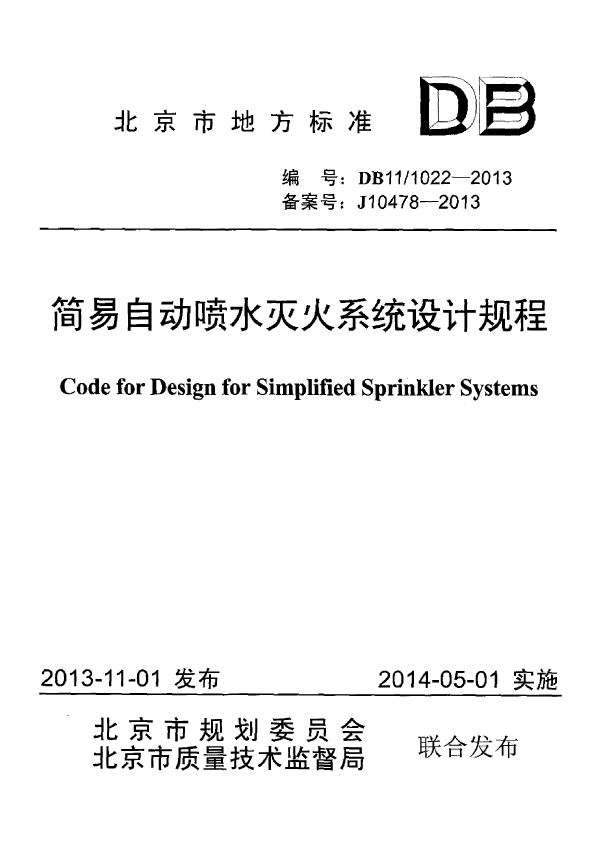 北京市地方标准
DB
编 号：DB11/1022—2013
备案号：J10478—2013
简易自动喷水灭火系统设计规程
Code for Design for Simplified Sprinkler Systems
2013-11-01 发布
2014-05-01 实施
北京市规划委员会
北京市质量技术监督局
联合发布